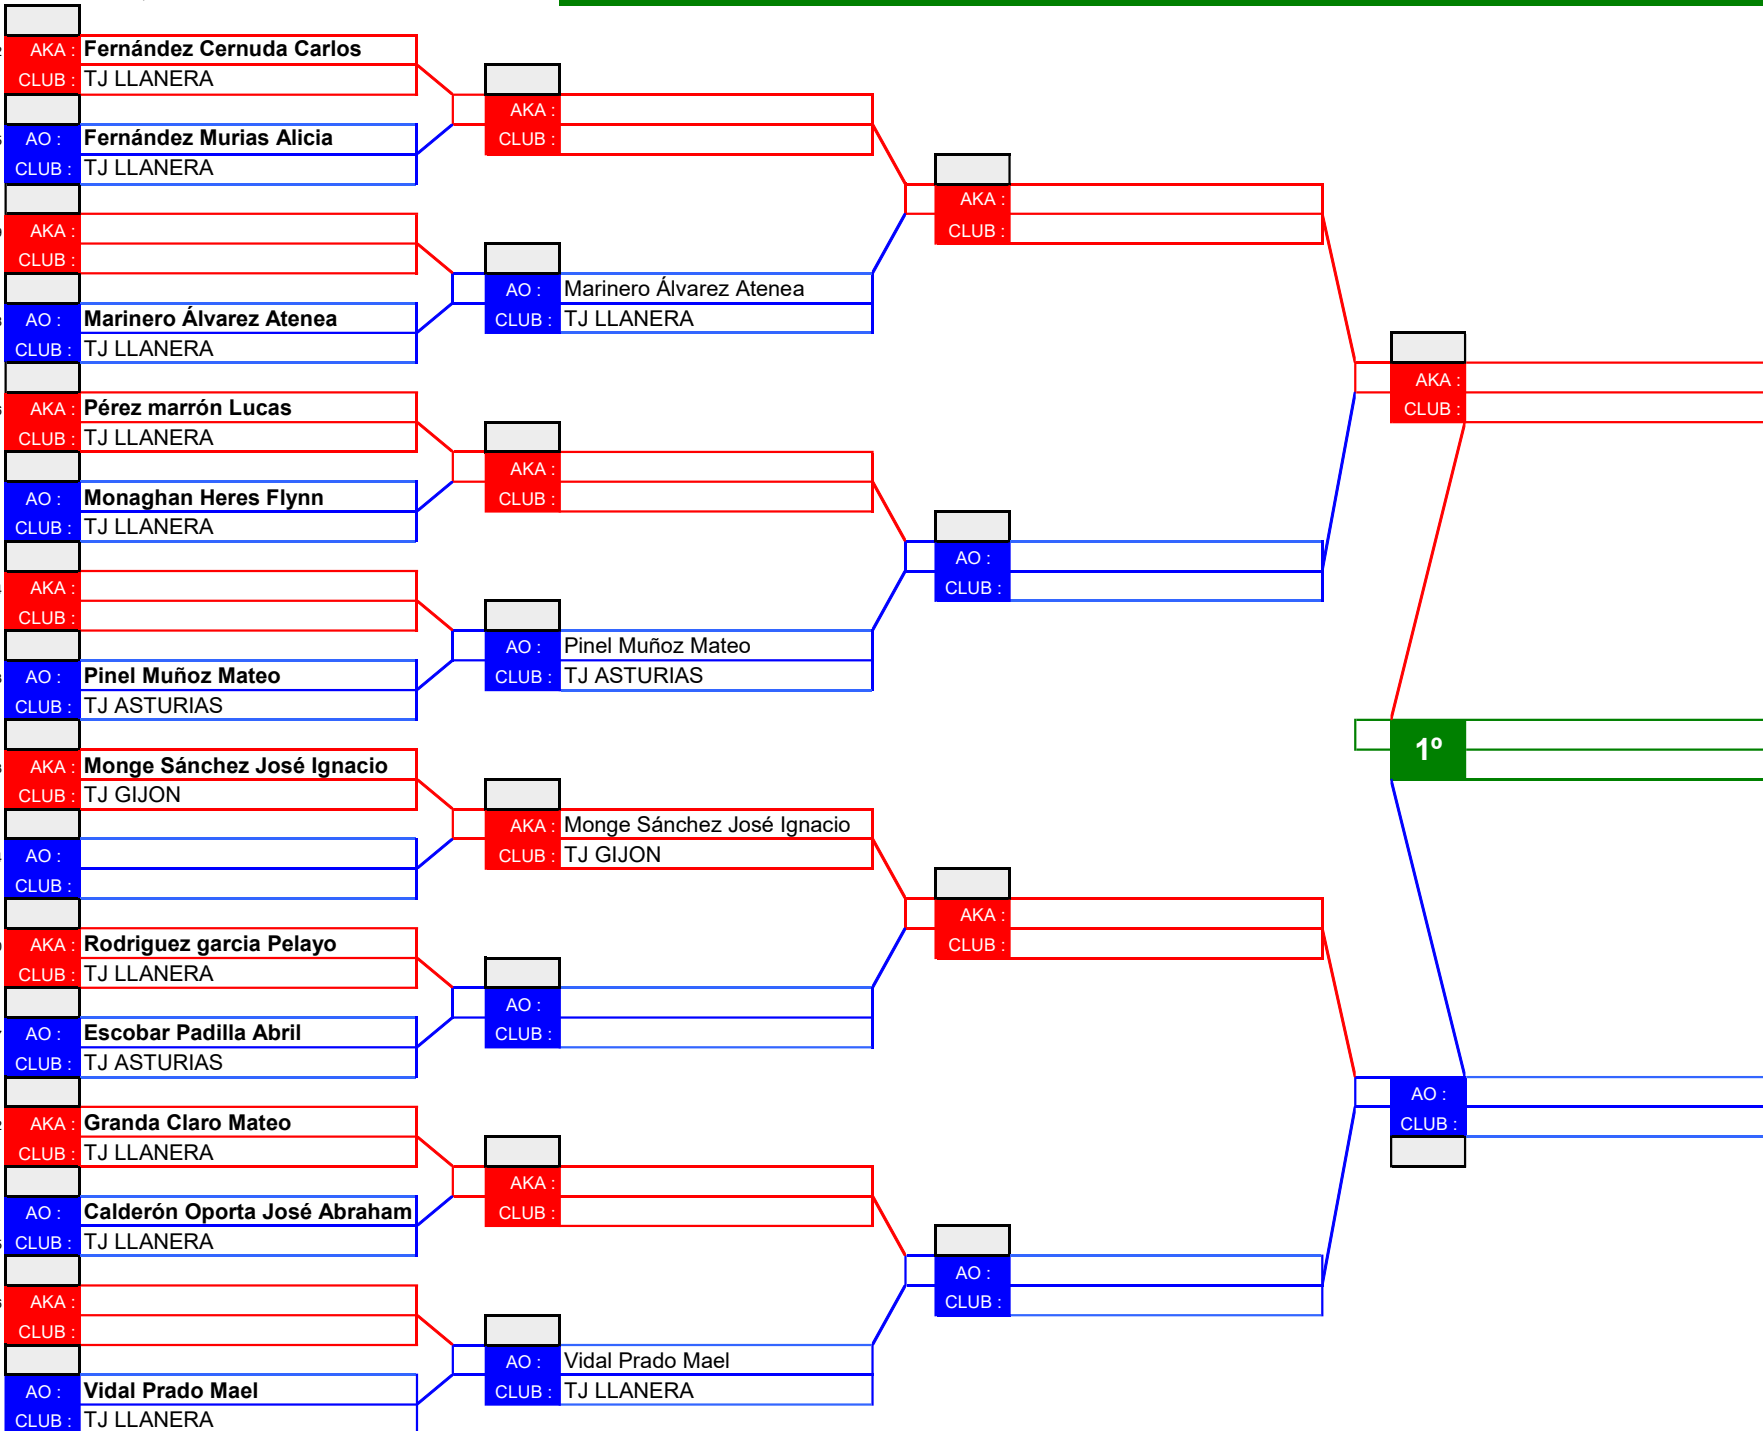 AKA : Fernández Cernuda Carlos
CLUB : TJ LLANERA
AO : Fernández Murias Alicia
CLUB : TJ LLANERA
AKA :
CLUB :
AO : Marinero Álvarez Atenea
CLUB : TJ LLANERA
AKA : Pérez marrón Lucas
CLUB : TJ LLANERA
AO : Monaghan Heres Flynn
CLUB : TJ LLANERA
AKA :
CLUB :
AO : Pinel Muñoz Mateo
CLUB : TJ ASTURIAS
AKA : Monge Sánchez José Ignacio
CLUB : TJ GIJON
AO :
CLUB :
AKA : Rodriguez garcia Pelayo
CLUB : TJ LLANERA
AO : Escobar Padilla Abril
CLUB : TJ ASTURIAS
AKA : Granda Claro Mateo
CLUB : TJ LLANERA
AO : Calderón Oporta José Abraham
CLUB : TJ LLANERA
AKA :
CLUB :
AO : Vidal Prado Mael
CLUB : TJ LLANERA
AKA :
CLUB :
AO : Marinero Álvarez Atenea
CLUB : TJ LLANERA
AKA :
CLUB :
AO : Pinel Muñoz Mateo
CLUB : TJ ASTURIAS
AKA : Monge Sánchez José Ignacio
CLUB : TJ GIJON
AO :
CLUB :
AKA :
CLUB :
AO : Vidal Prado Mael
CLUB : TJ LLANERA
AKA :
CLUB :
AO :
CLUB :
AKA :
CLUB :
AO :
CLUB :
AKA :
CLUB :
1º
AO :
CLUB :